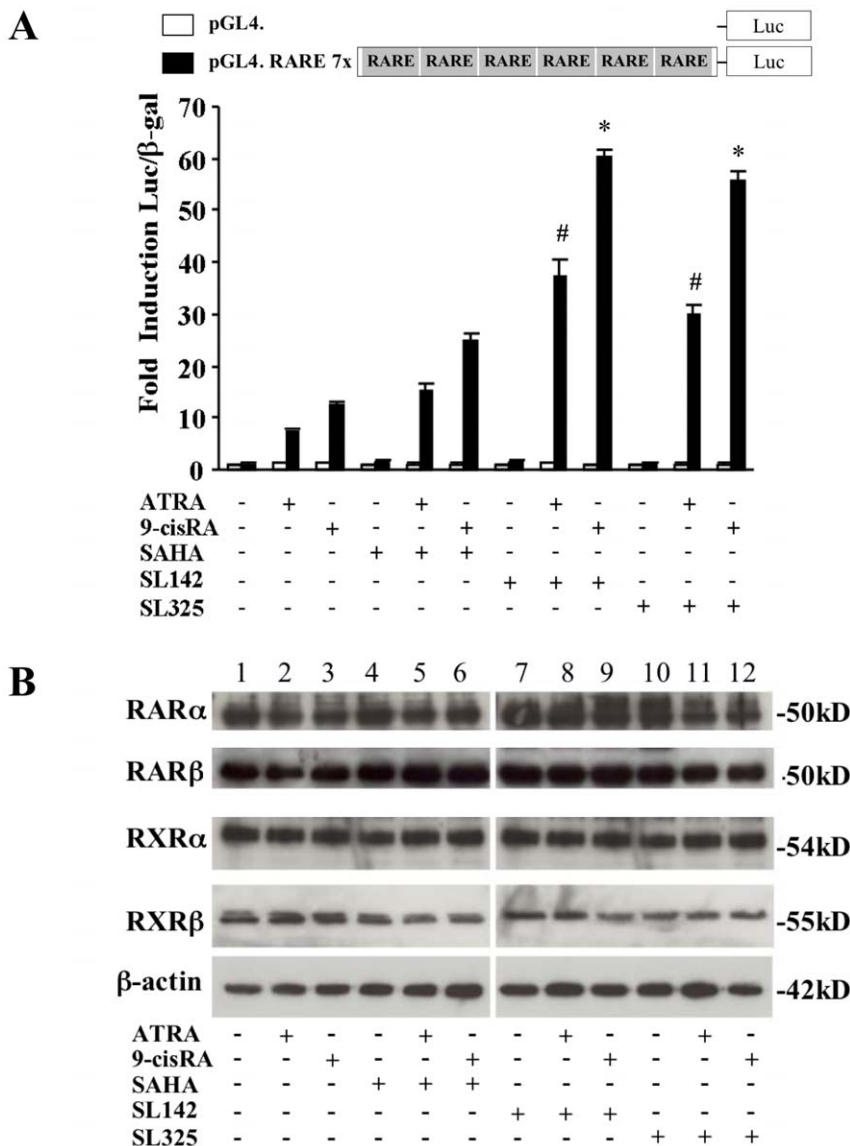 A
pGL4. Luc
pGL4. RARE 7x RARE RARE RARE RARE RARE RARE Luc
Fold Induction Luc/β-gal
70
60
50
40
30
20
10
0
* *
# #
ATRA - + - - + - - + - - + -
9-cisRA - - + - - + - - + - - +
SAHA - - - + + + - - - - - -
SL142 - - - - - - + + + - - -
SL325 - - - - - - - - - + + +
B
1 2 3 4 5 6 7 8 9 10 11 12
RARα -50kD
RARβ -50kD
RXRα -54kD
RXRβ -55kD
β-actin -42kD
ATRA - + - - + - - + - - + -
9-cisRA - - + - - + - - + - - +
SAHA - - - + + + - - - - - -
SL142 - - - - - - + + + - - -
SL325 - - - - - - - - - + + +